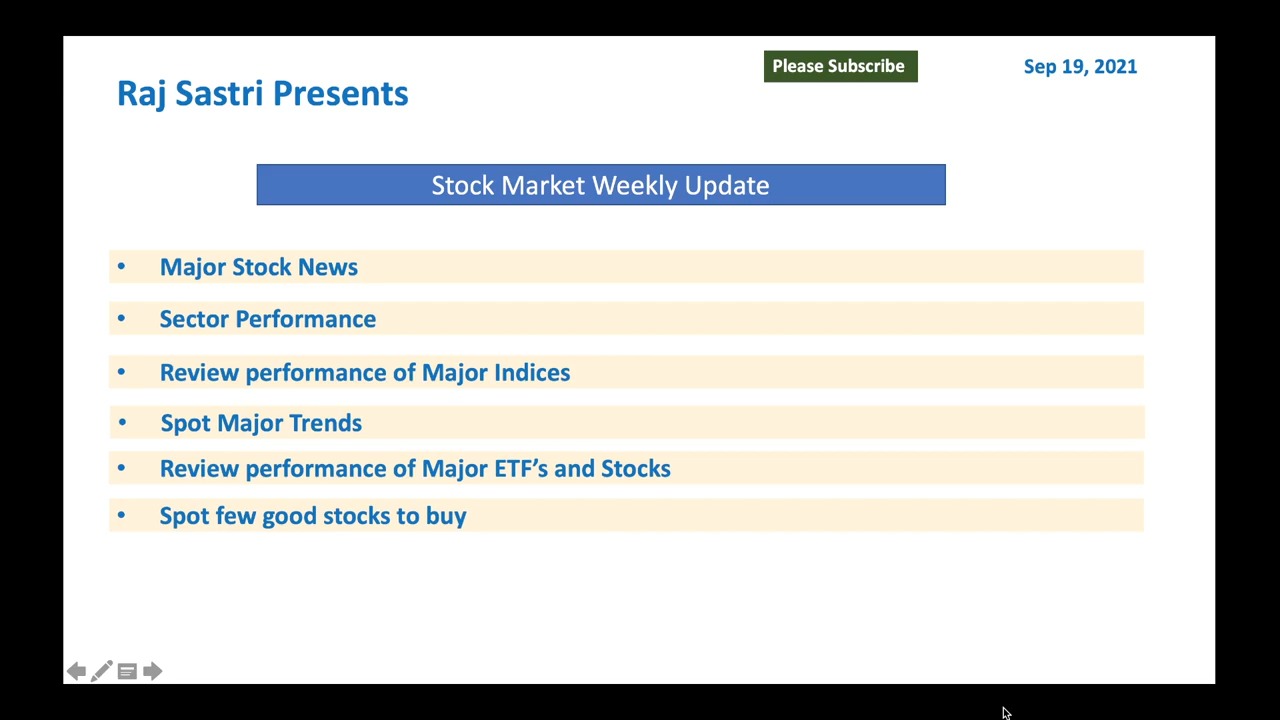 Please Subscribe
Sep 19, 2021
Raj Sastri Presents
Stock Market Weekly Update
• Major Stock News
• Sector Performance
• Review performance of Major Indices
• Spot Major Trends
• Review performance of Major ETF’s and Stocks
• Spot few good stocks to buy